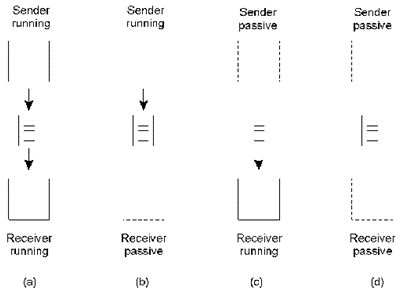 Sender
running
Sender
running
Sender
passive
Sender
passive
Receiver
running
Receiver
passive
Receiver
running
Receiver
passive
(a)
(b)
(c)
(d)